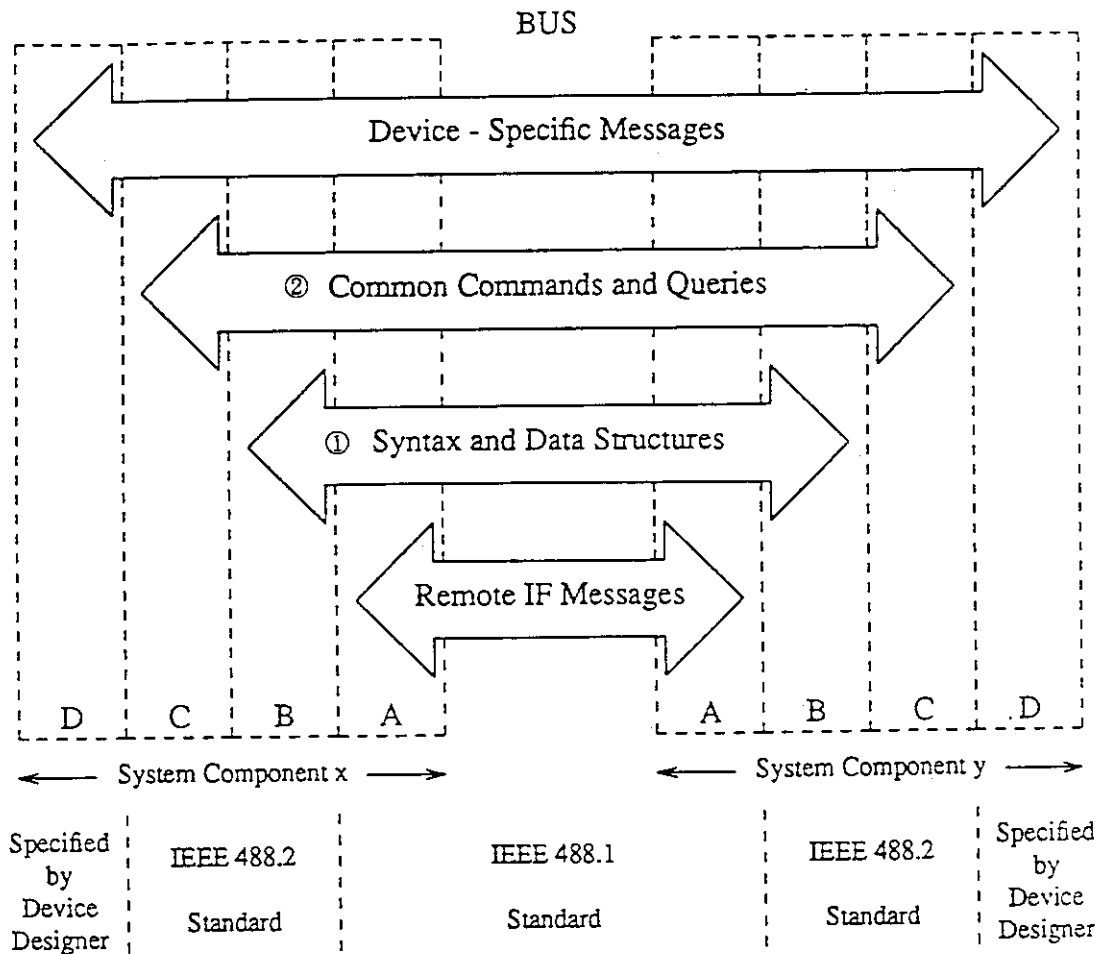 BUS
Device - Specific Messages
② Common Commands and Queries
① Syntax and Data Structures
Remote IF Messages
D C B A A B C D
System Component x System Component y
Specified by Device Designer
IEEE 488.2 Standard
IEEE 488.1 Standard
IEEE 488.2 Standard
Specified by Device Designer